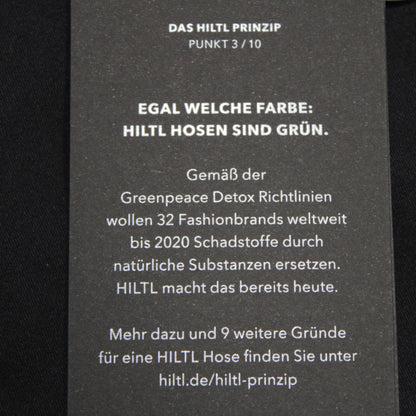 DAS HILTL PRINZIP
PUNKT 3 / 10
EGAL WELCHE FARBE:
HILTL HOSEN SIND GRÜN.
Gemäß der
Greenpeace Detox Richtlinien
wollen 32 Fashionbrands weltweit
bis 2020 Schadstoffe durch
natürliche Substanzen ersetzen.
HILTL macht das bereits heute.
Mehr dazu und 9 weitere Gründe
für eine HILTL Hose finden Sie unter
hiltl.de/hiltl-prinzip